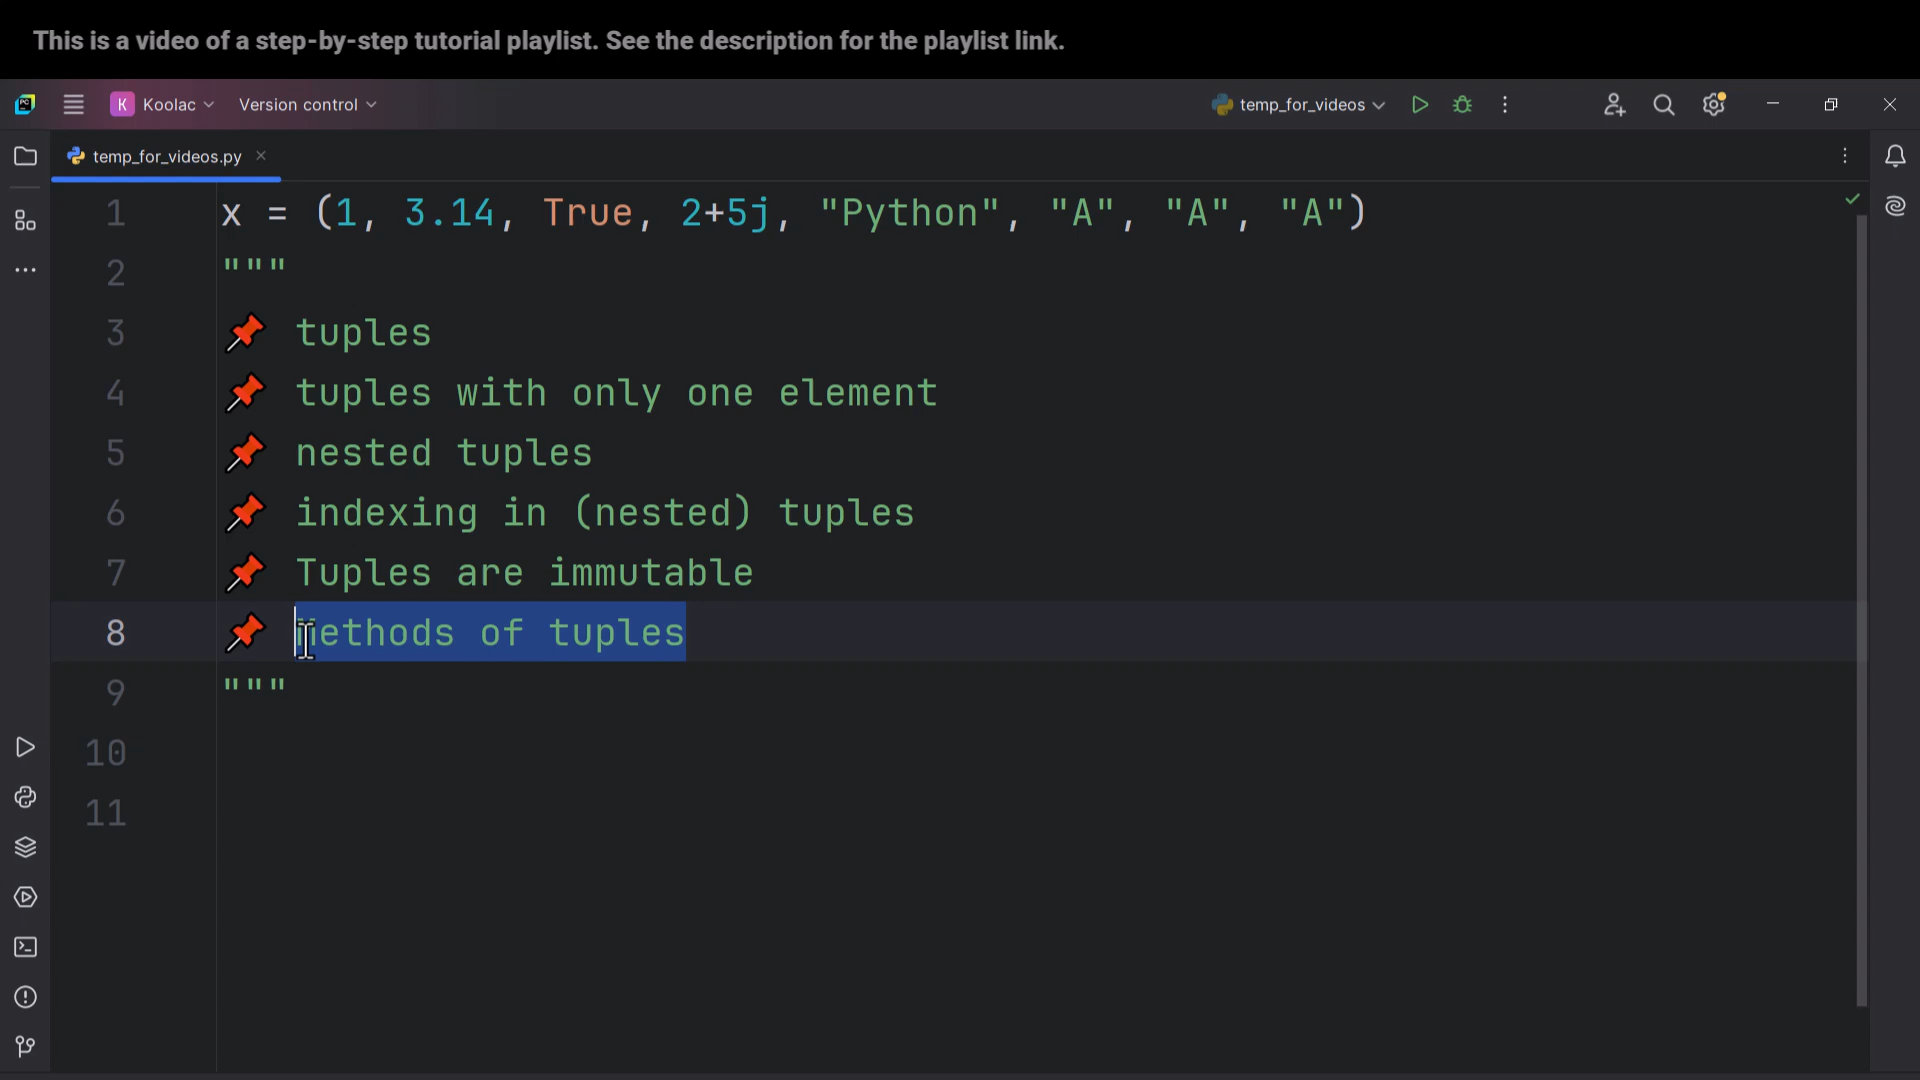 This is a video of a step-by-step tutorial playlist. See the description for the playlist link.
K Koolac Version control temp_for_videos
temp_for_videos.py
1 x = (1, 3.14, True, 2+5j, "Python", "A", "A", "A")
2 """
3 📌 tuples
4 📌 tuples with only one element
5 📌 nested tuples
6 📌 indexing in (nested) tuples
7 📌 Tuples are immutable
8 📌 methods of tuples
9 """
10
11